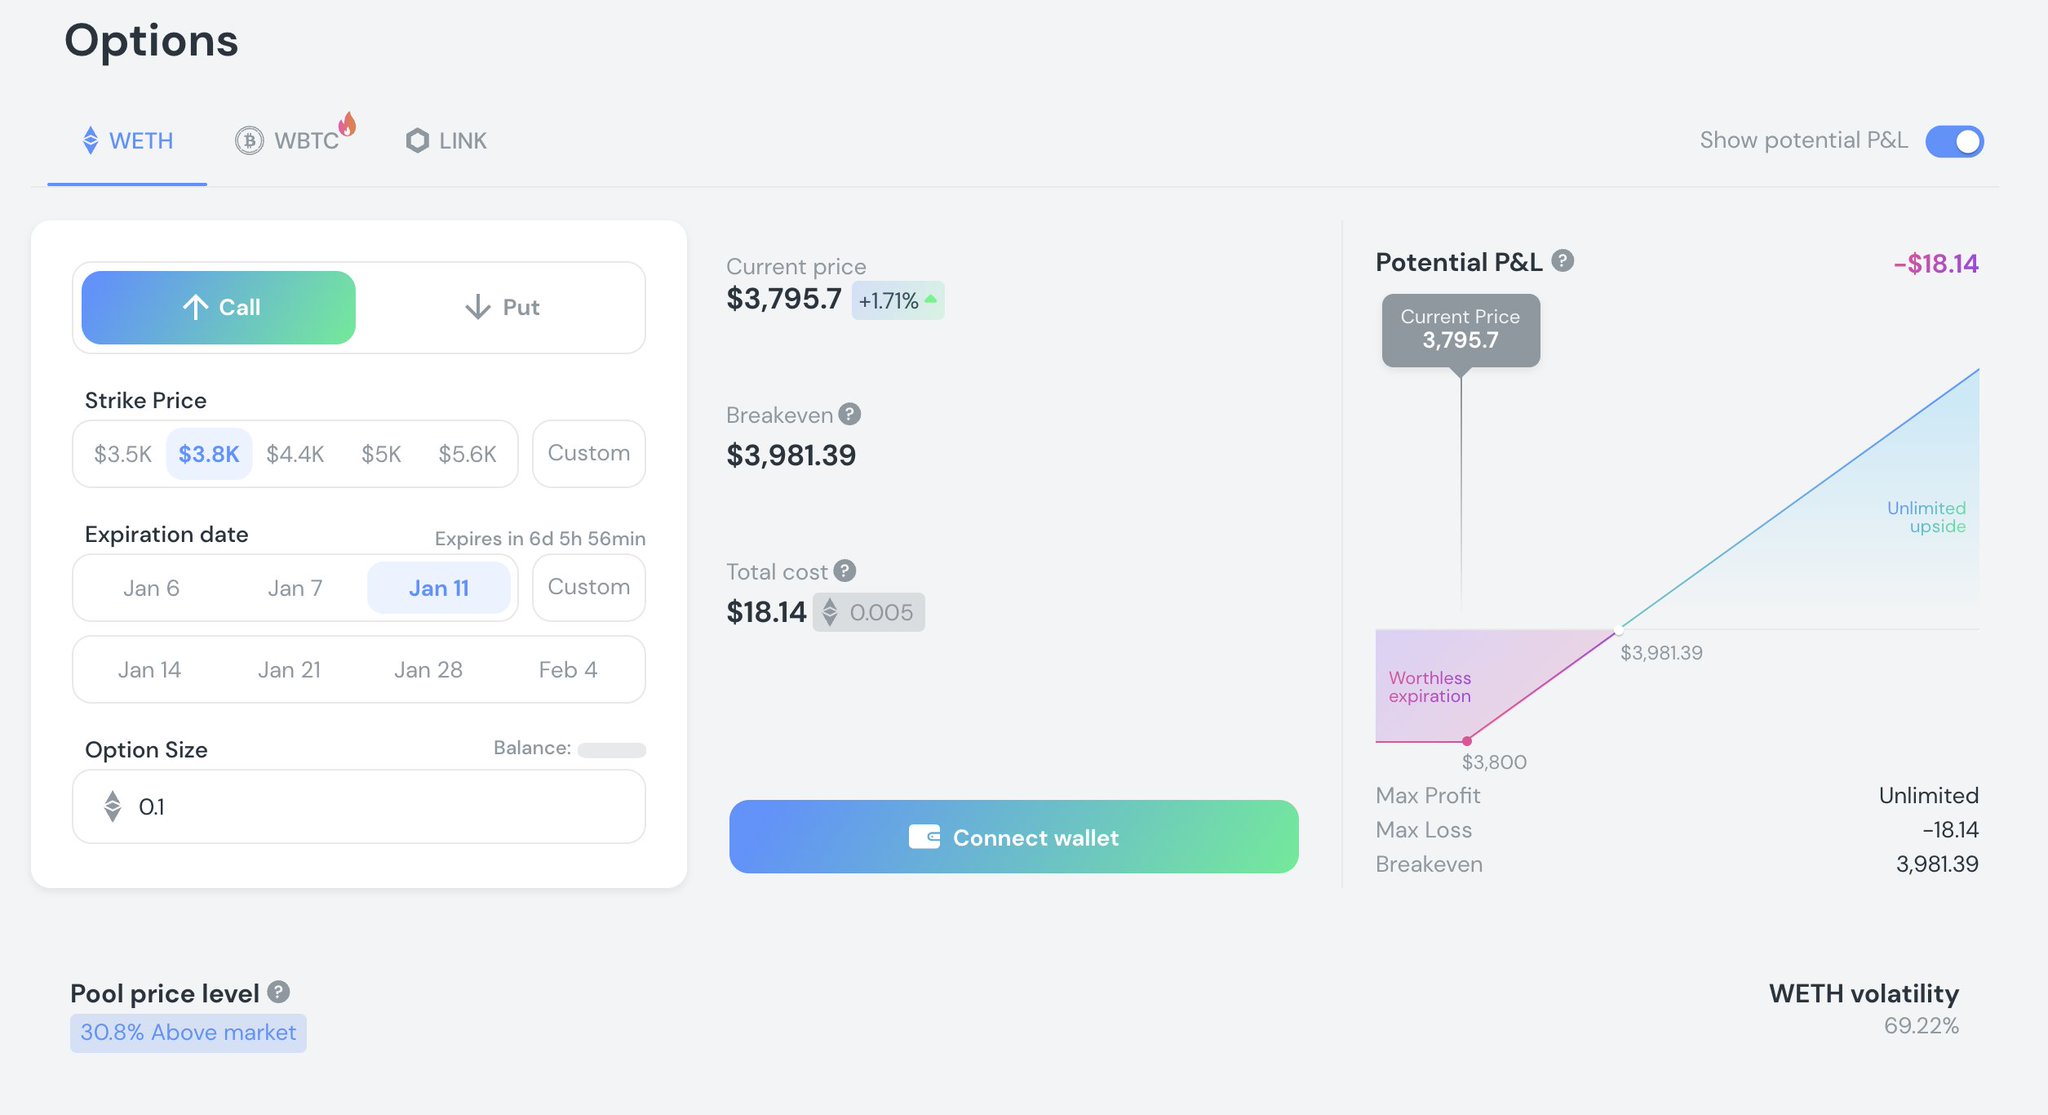 Options
WETH
WBTC
LINK
Show potential P&L
Call
Put
Strike Price
$3.5K $3.8K $4.4K $5K $5.6K Custom
Expiration date
Expires in 6d 5h 56min
Jan 6 Jan 7 Jan 11 Custom
Jan 14 Jan 21 Jan 28 Feb 4
Option Size
Balance:
0.1
Current price
$3,795.7 +1.71%
Breakeven ?
$3,981.39
Total cost ?
$18.14 0.005
Connect wallet
Potential P&L ?
-$18.14
Current Price
3,795.7
Unlimited
upside
$3,981.39
Worthless
expiration
$3,800
Max Profit Unlimited
Max Loss -18.14
Breakeven 3,981.39
Pool price level ?
30.8% Above market
WETH volatility
69.22%